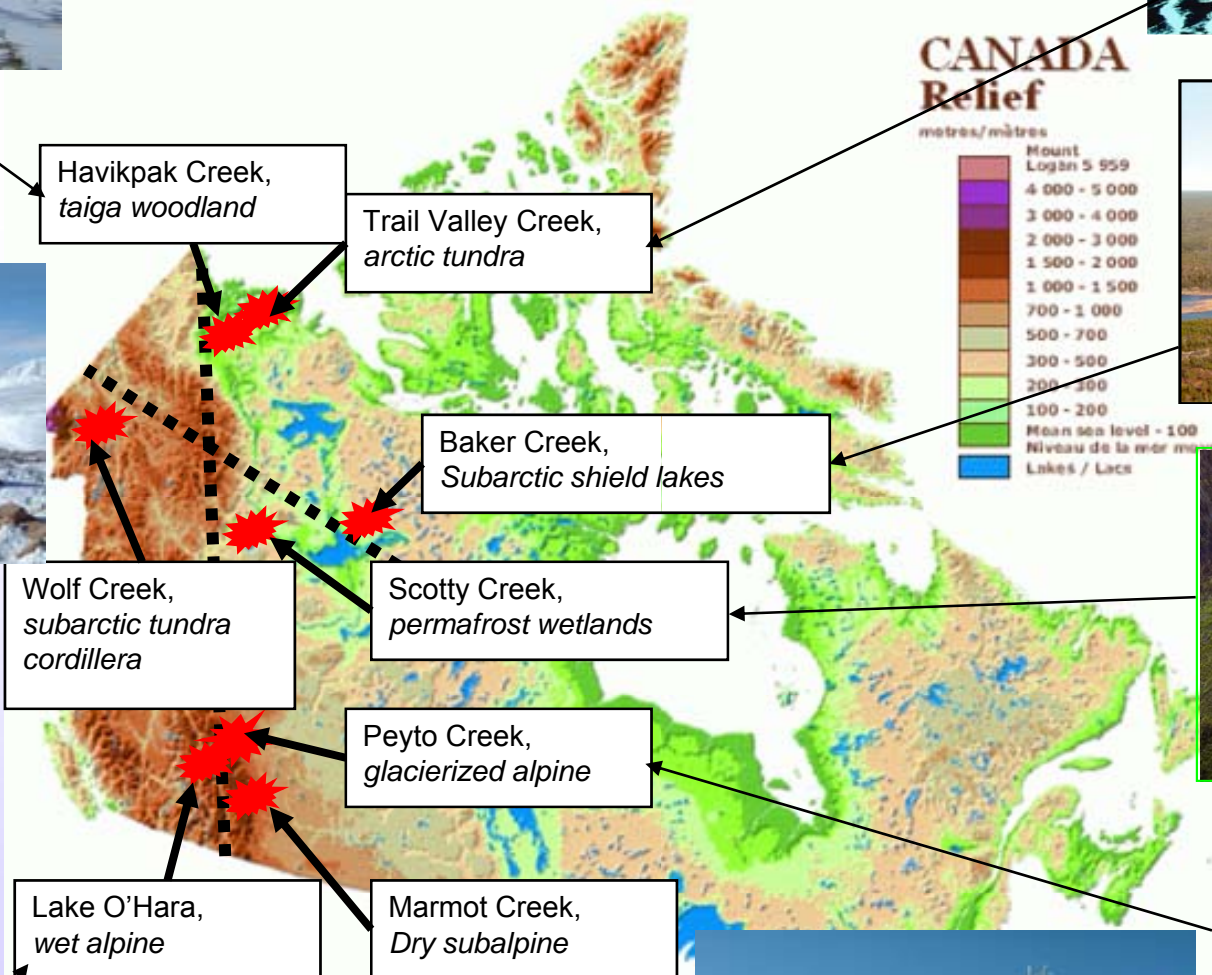 CANADA
Relief
metres/mètres
Mount
Logan 5 959
4 000 - 5 000
3 000 - 4 000
2 000 - 3 000
1 500 - 2 000
1 000 - 1 500
700 - 1 000
500 - 700
300 - 500
200 - 300
100 - 200
Mean sea level - 100
Niveau de la mer
Lakes / Lacs
Havikpak Creek,
taiga woodland
Trail Valley Creek,
arctic tundra
Baker Creek,
Subarctic shield lakes
Wolf Creek,
subarctic tundra
cordillera
Scotty Creek,
permafrost wetlands
Peyto Creek,
glacierized alpine
Lake O'Hara,
wet alpine
Marmot Creek,
Dry subalpine